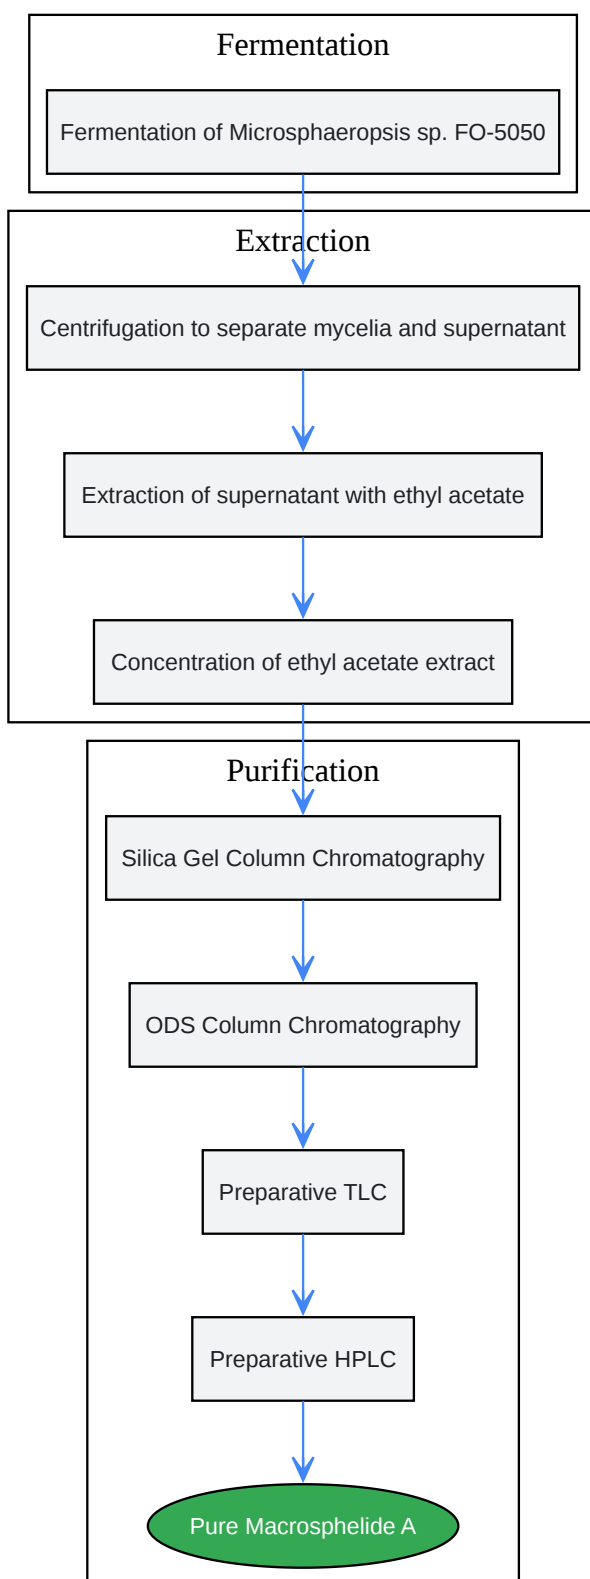 Fermentation
Fermentation of Microsphaeropsis sp. FO-5050
Extraction
Centrifugation to separate mycelia and supernatant
Extraction of supernatant with ethyl acetate
Concentration of ethyl acetate extract
Purification
Silica Gel Column Chromatography
ODS Column Chromatography
Preparative TLC
Preparative HPLC
Pure Macrosphelide A